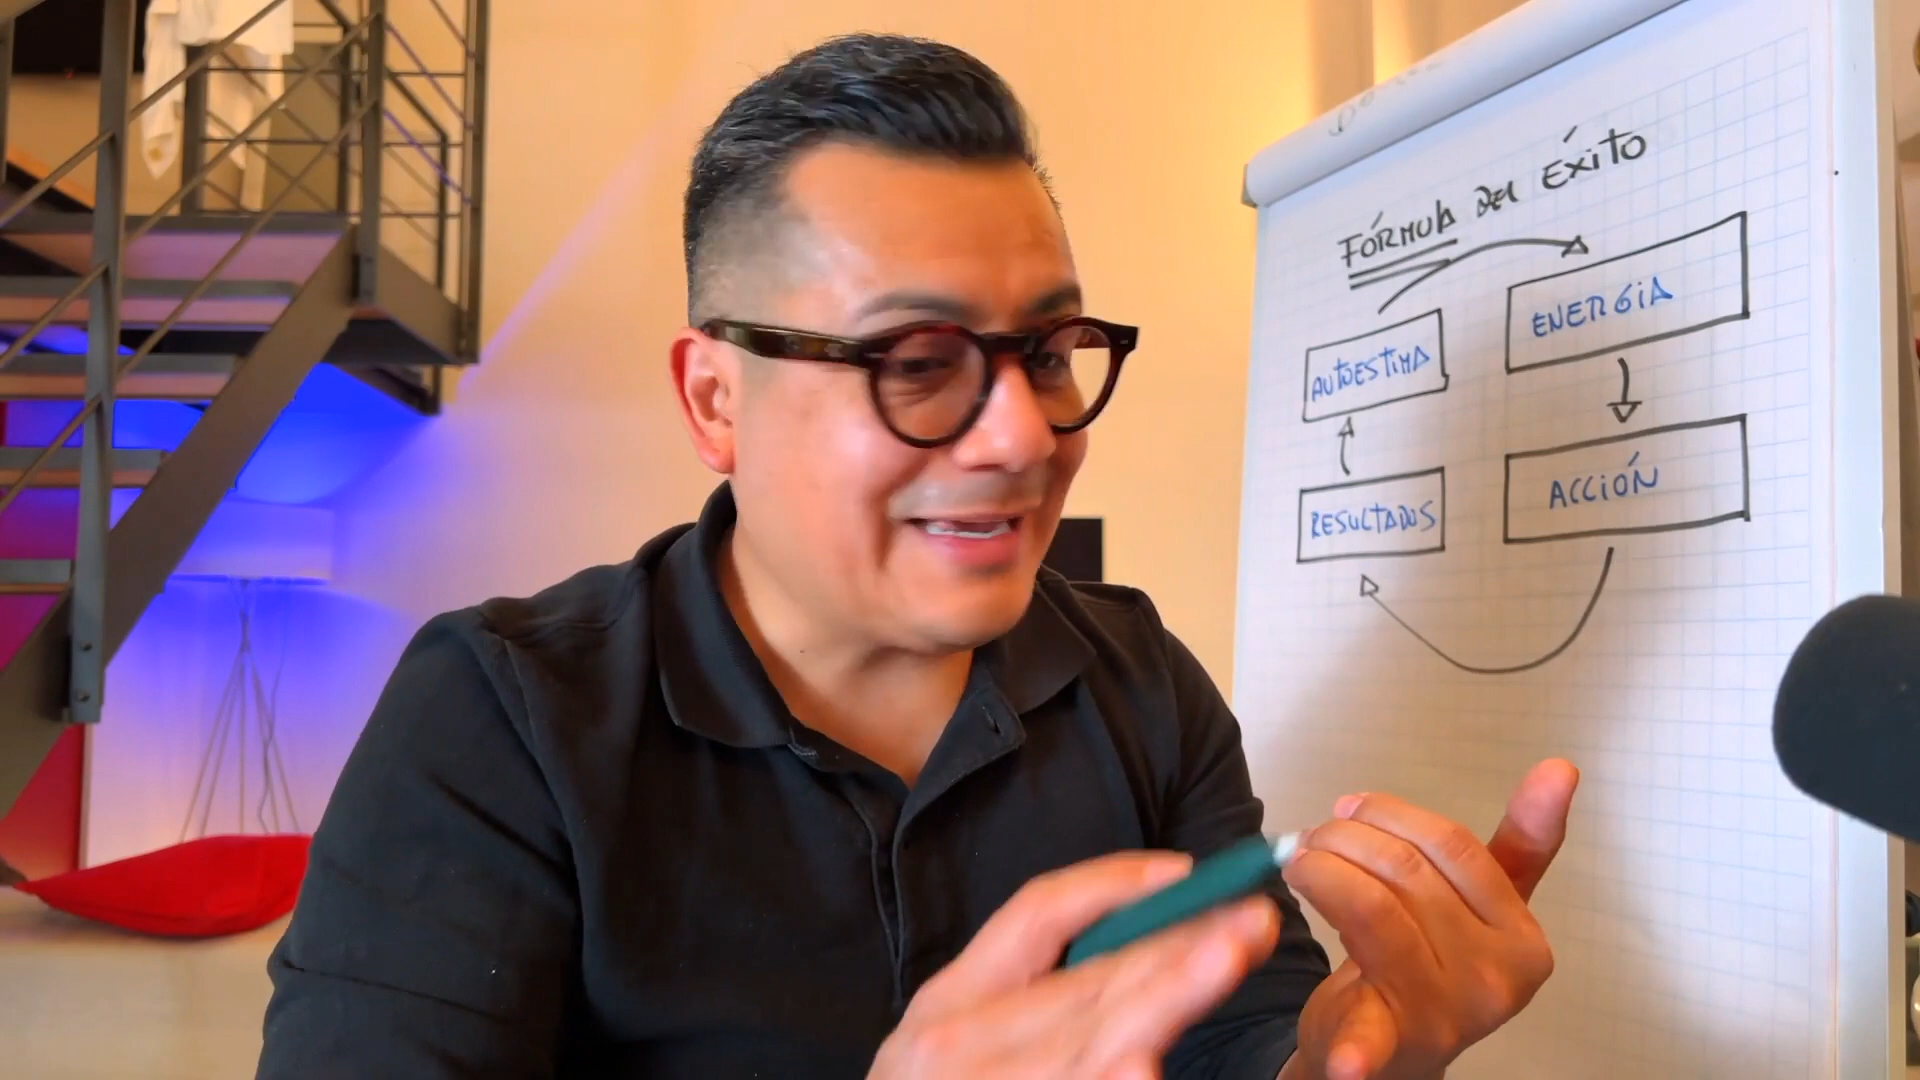 FÓRMULA DEL ÉXITO
ENERGIA
AUTOESTIMA
ACCIÓN
RESULTADOS